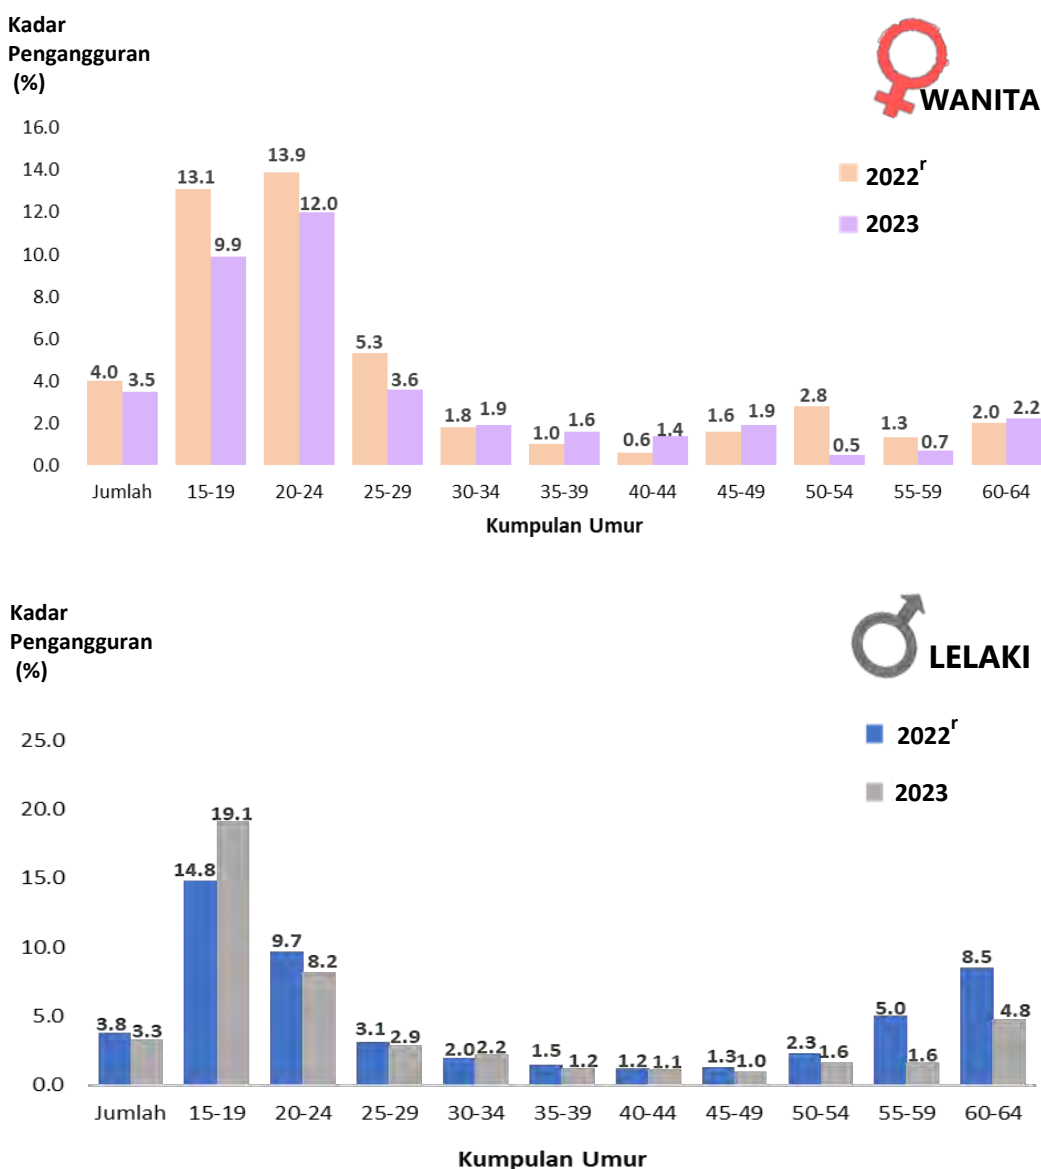 Kadar
Pengangguran
(%)
WANITA
2022r
2023
16.0
14.0
12.0
10.0
8.0
6.0
4.0
2.0
0.0
4.0 3.5 13.1 9.9 13.9 12.0 5.3 3.6 1.8 1.9 1.0 1.6 0.6 1.4 1.6 1.9 2.8 0.5 1.3 0.7 2.0 2.2
Jumlah 15-19 20-24 25-29 30-34 35-39 40-44 45-49 50-54 55-59 60-64
Kumpulan Umur
Kadar
Pengangguran
(%)
LELAKI
2022r
2023
25.0
20.0
15.0
10.0
5.0
0.0
3.8 3.3 14.8 19.1 9.7 8.2 3.1 2.9 2.0 2.2 1.5 1.2 1.2 1.1 1.3 1.0 2.3 1.6 5.0 1.6 8.5 4.8
Jumlah 15-19 20-24 25-29 30-34 35-39 40-44 45-49 50-54 55-59 60-64
Kumpulan Umur